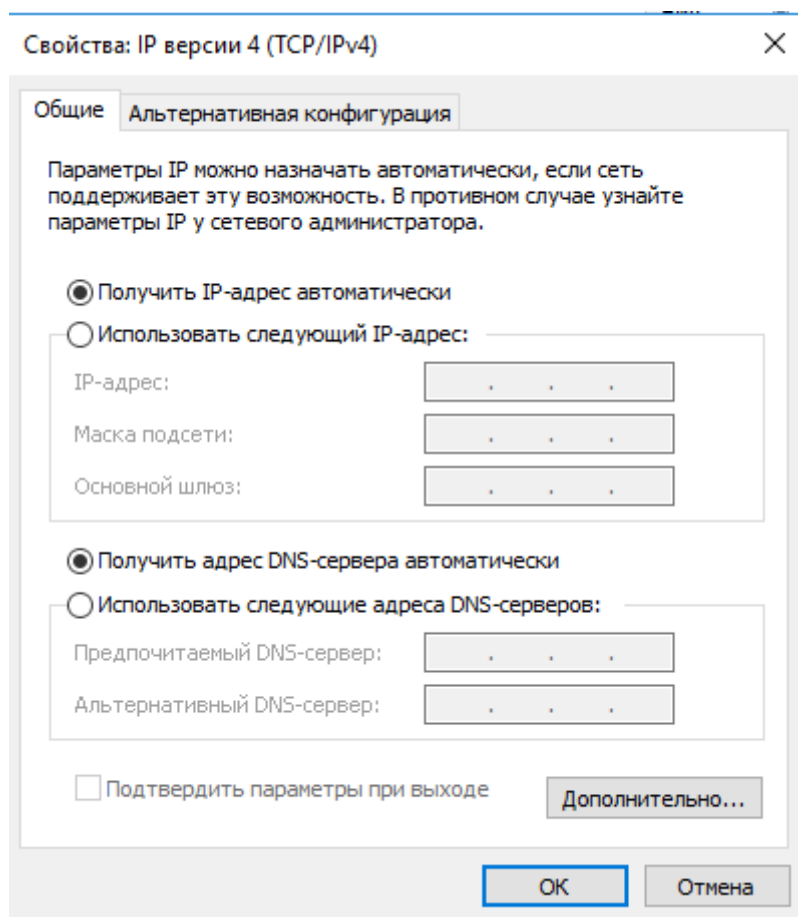 Свойства: IP версии 4 (TCP/IPv4)
Общие
Альтернативная конфигурация
Параметры IP можно назначать автоматически, если сеть
поддерживает эту возможность. В противном случае узнайте
параметры IP у сетевого администратора.
Получить IP-адрес автоматически
Использовать следующий IP-адрес:
IP-адрес:
Маска подсети:
Основной шлюз:
Получить адрес DNS-сервера автоматически
Использовать следующие адреса DNS-серверов:
Предпочитаемый DNS-сервер:
Альтернативный DNS-сервер:
Подтвердить параметры при выходе
Дополнительно...
ОК
Отмена